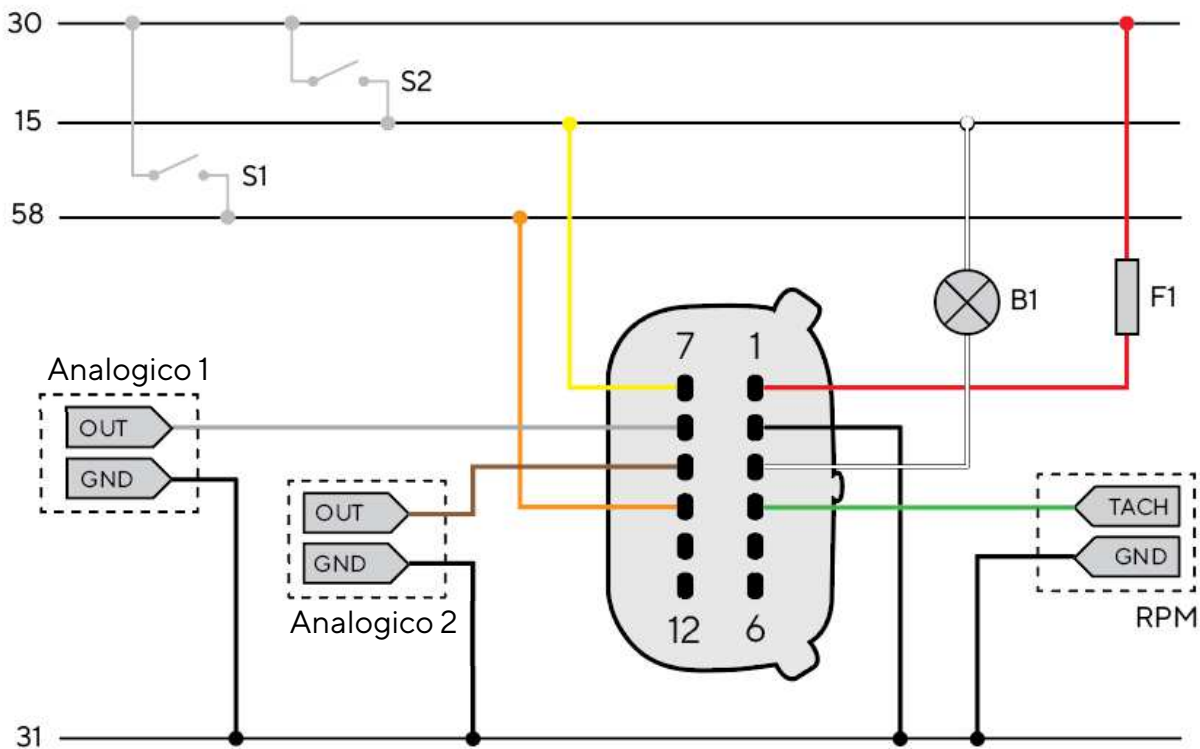 30
S2
15
S1
58
B1
F1
7 1
Analogico 1
OUT
GND
OUT
GND
Analogico 2
TACH
GND
RPM
12 6
31